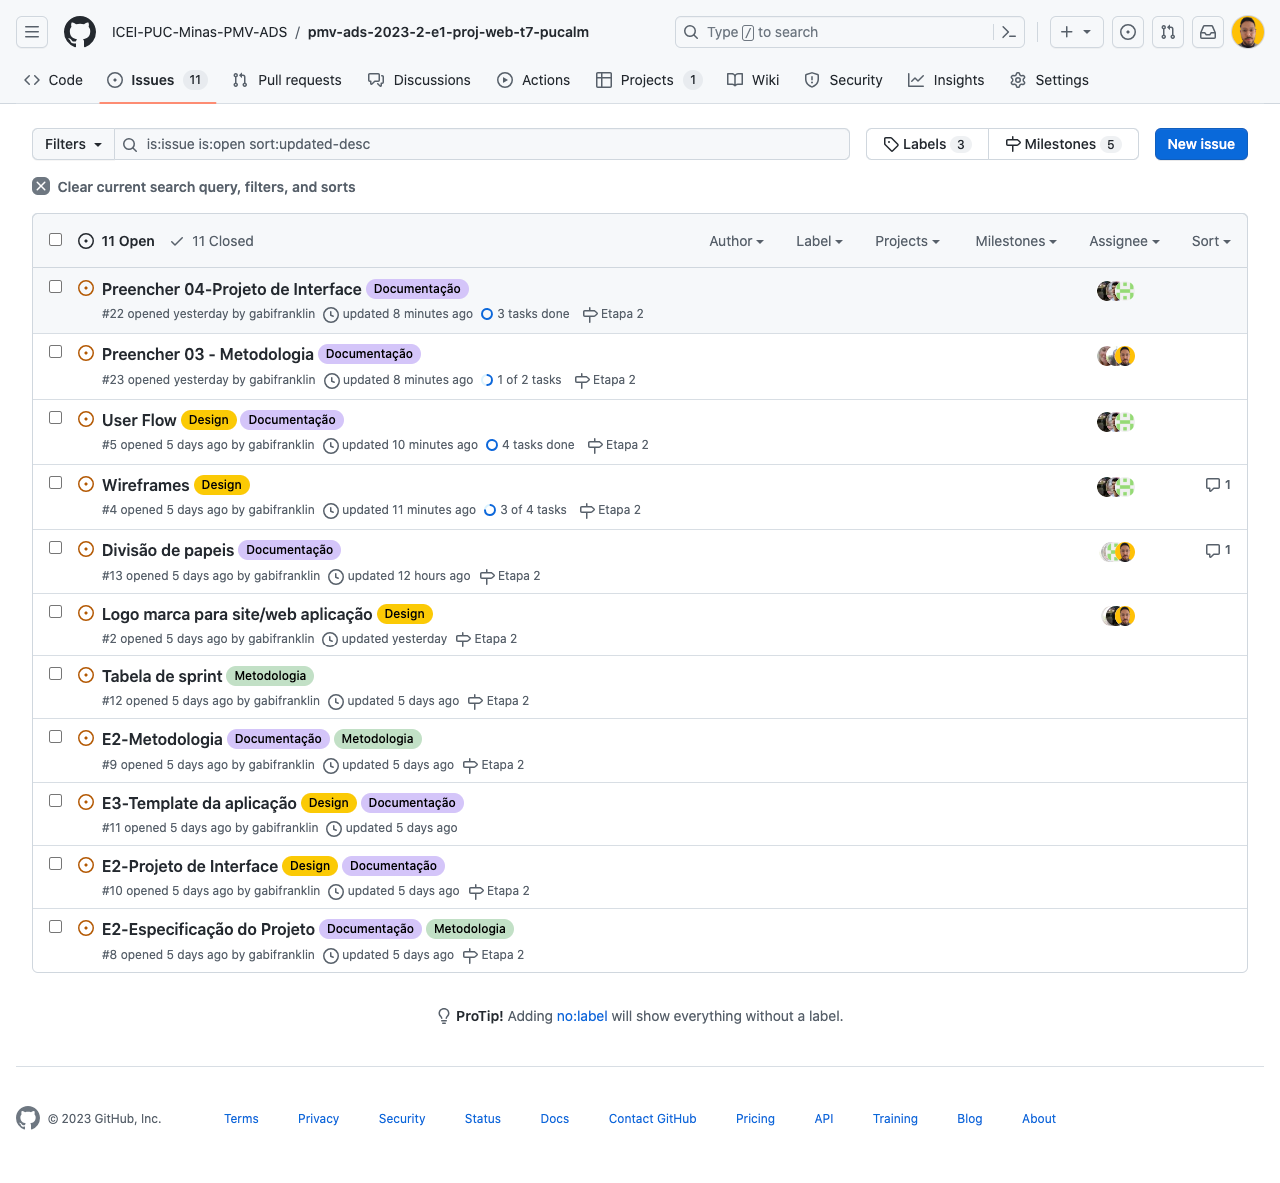 ICEI-PUC-Minas-PMV-ADS / pmv-ads-2023-2-e1-proj-web-t7-pucalm
Type / to search
Code Issues 11 Pull requests Discussions Actions Projects 1 Wiki Security Insights Settings
Filters is:issue is:open sort:updated-desc Labels 3 Milestones 5 New issue
Clear current search query, filters, and sorts
11 Open 11 Closed Author Label Projects Milestones Assignee Sort
Preencher 04-Projeto de Interface Documentação
#22 opened yesterday by gabifranklin updated 8 minutes ago 3 tasks done Etapa 2
Preencher 03 - Metodologia Documentação
#23 opened yesterday by gabifranklin updated 8 minutes ago 1 of 2 tasks Etapa 2
User Flow Design Documentação
#5 opened 5 days ago by gabifranklin updated 10 minutes ago 4 tasks done Etapa 2
Wireframes Design 1
#4 opened 5 days ago by gabifranklin updated 11 minutes ago 3 of 4 tasks Etapa 2
Divisão de papeis Documentação 1
#13 opened 5 days ago by gabifranklin updated 12 hours ago Etapa 2
Logo marca para site/web aplicação Design
#2 opened 5 days ago by gabifranklin updated yesterday Etapa 2
Tabela de sprint Metodologia
#12 opened 5 days ago by gabifranklin updated 5 days ago Etapa 2
E2-Metodologia Documentação Metodologia
#9 opened 5 days ago by gabifranklin updated 5 days ago Etapa 2
E3-Template da aplicação Design Documentação
#11 opened 5 days ago by gabifranklin updated 5 days ago
E2-Projeto de Interface Design Documentação
#10 opened 5 days ago by gabifranklin updated 5 days ago Etapa 2
E2-Especificação do Projeto Documentação Metodologia
#8 opened 5 days ago by gabifranklin updated 5 days ago Etapa 2
ProTip! Adding no:label will show everything without a label.
© 2023 GitHub, Inc. Terms Privacy Security Status Docs Contact GitHub Pricing API Training Blog About